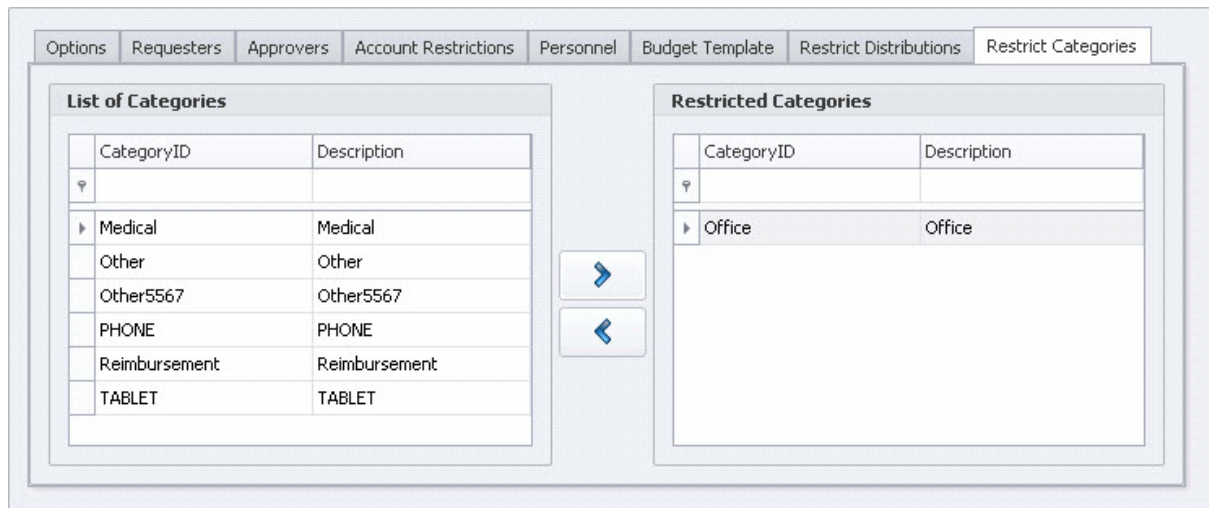 Options Requesters Approvers Account Restrictions Personnel Budget Template Restrict Distributions Restrict Categories
List of Categories
CategoryID Description
Medical Medical
Other Other
Other5567 Other5567
PHONE PHONE
Reimbursement Reimbursement
TABLET TABLET
Restricted Categories
CategoryID Description
Office Office